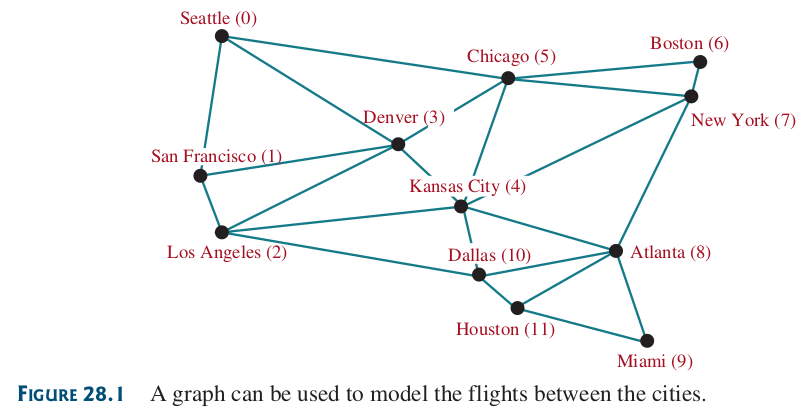 Seattle (0)
Boston (6)
Chicago (5)
Denver (3)
New York (7)
San Francisco (1)
Kansas City (4)
Los Angeles (2)
Dallas (10)
Atlanta (8)
Houston (11)
Miami (9)
FIGURE 28.1 A graph can be used to model the flights between the cities.